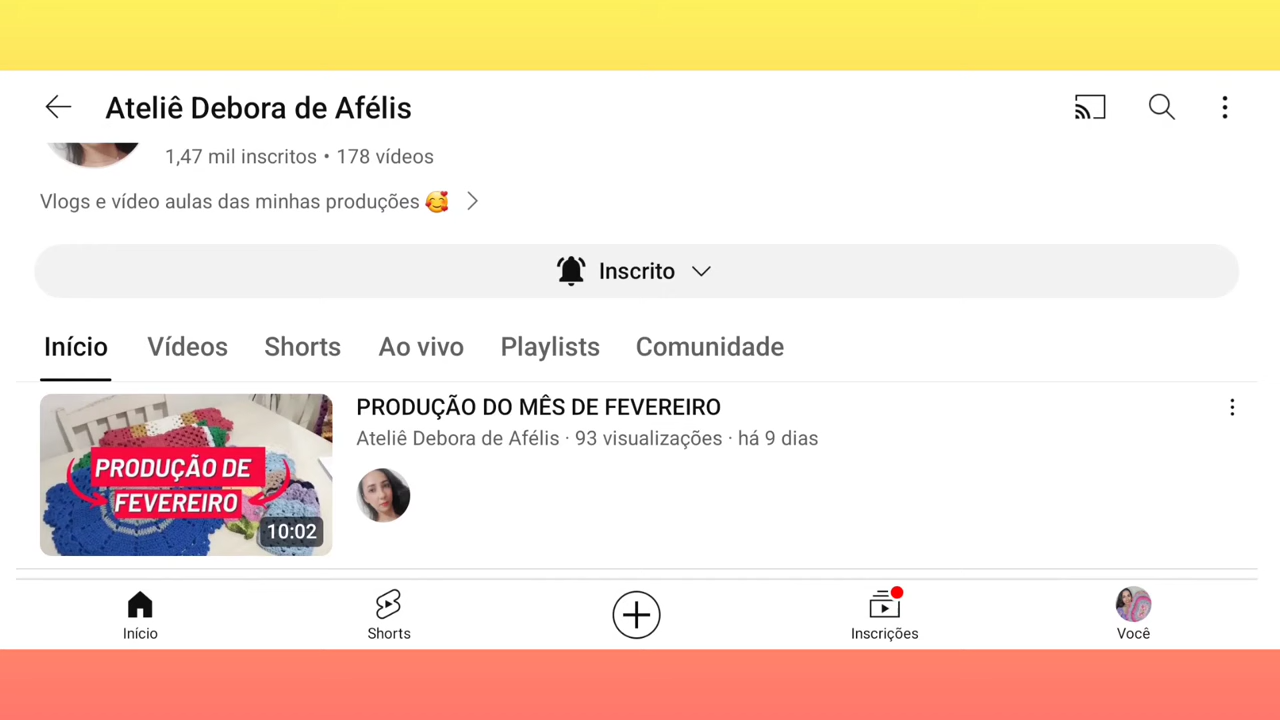 Ateliê Debora de Afélis
1,47 mil inscritos • 178 vídeos
Vlogs e vídeo aulas das minhas produções 🥰
Inscrito
Início Vídeos Shorts Ao vivo Playlists Comunidade
PRODUÇÃO DO MÊS DE FEVEREIRO
Ateliê Debora de Afélis · 93 visualizações · há 9 dias
PRODUÇÃO DE
FEVEREIRO
10:02
Início Shorts Inscrições Você